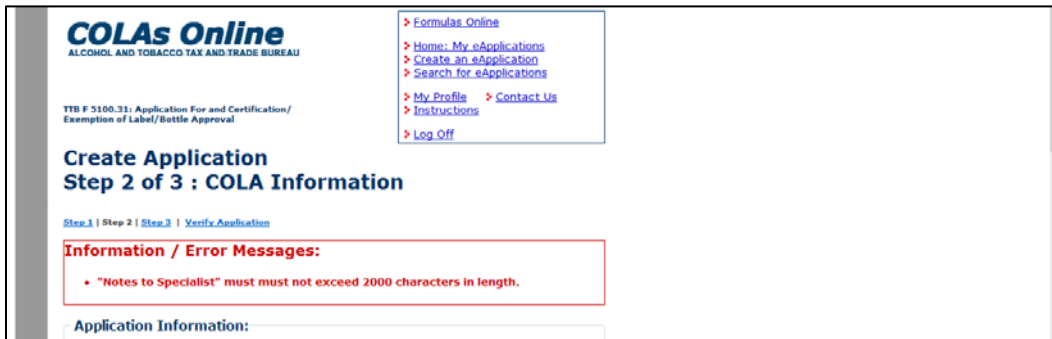 COLAs Online
ALCOHOL AND TOBACCO TAX AND TRADE BUREAU
TTB F 5100.31: Application For and Certification/
Exemption of Label/Bottle Approval
Formulas Online
Home: My eApplications
Create an eApplication
Search for eApplications
My Profile Contact Us
Instructions
Log Off
Create Application
Step 2 of 3 : COLA Information
Step 1 | Step 2 | Step 3 | Verify Application
Information / Error Messages:
• "Notes to Specialist" must must not exceed 2000 characters in length.
Application Information: